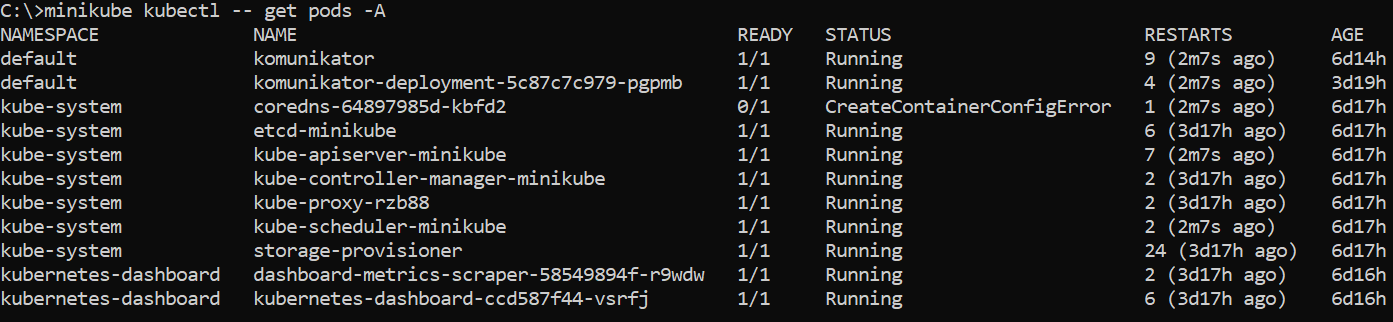 C:\>minikube kubectl -- get pods -A
NAMESPACE NAME READY STATUS RESTARTS AGE
default komunikator 1/1 Running 9 (2m7s ago) 6d14h
default komunikator-deployment-5c87c7c979-pgpmb 1/1 Running 4 (2m7s ago) 3d19h
kube-system coredns-64897985d-kbfd2 0/1 CreateContainerConfigError 1 (2m7s ago) 6d17h
kube-system etcd-minikube 1/1 Running 6 (3d17h ago) 6d17h
kube-system kube-apiserver-minikube 1/1 Running 7 (2m7s ago) 6d17h
kube-system kube-controller-manager-minikube 1/1 Running 2 (3d17h ago) 6d17h
kube-system kube-proxy-rzb88 1/1 Running 2 (3d17h ago) 6d17h
kube-system kube-scheduler-minikube 1/1 Running 2 (2m7s ago) 6d17h
kube-system storage-provisioner 1/1 Running 24 (3d17h ago) 6d17h
kubernetes-dashboard dashboard-metrics-scraper-58549894f-r9wdw 1/1 Running 2 (3d17h ago) 6d16h
kubernetes-dashboard kubernetes-dashboard-ccd587f44-vsrfj 1/1 Running 6 (3d17h ago) 6d16h